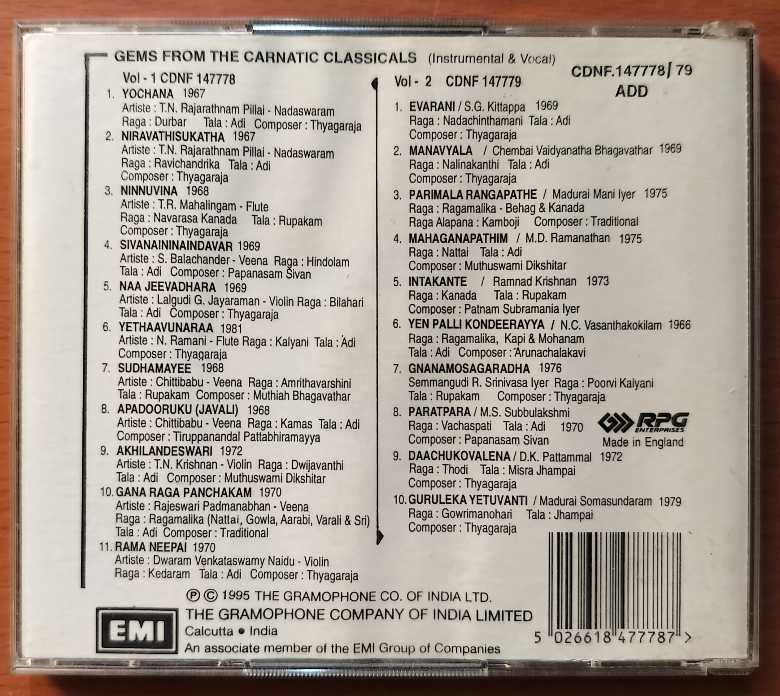 GEMS FROM THE CARNATIC CLASSICALS (Instrumental & Vocal)
CDNF.147778/79
ADD
Vol - 1 CDNF 147778
1. YOCHANA 1967
Artiste : T.N. Rajarathnam Pillai - Nadaswaram
Raga : Durbar Tala : Adi Composer : Thyagaraja
2. NIRAVATHISUKATHA 1967
Artiste : T.N. Rajarathnam Pillai - Nadaswaram
Raga : Ravichandrika Tala : Adi
Composer : Thyagaraja
3. NINNUVINA 1968
Artiste : T.R. Mahalingam - Flute
Raga : Navarasa Kanada Tala : Rupakam
Composer : Thyagaraja
4. SIVANAININAINDAVAR 1969
Artiste : S. Balachander - Veena Raga : Hindolam
Tala : Adi Composer : Papanasam Sivan
5. NAA JEEVADHARA 1969
Artiste : Lalgudi G. Jayaraman - Violin Raga : Bilahari
Tala : Adi Composer : Thyagaraja
6. YETHAAVUNARAA 1981
Artiste : N. Ramani - Flute Raga : Kalyani Tala : Adi
Composer : Thyagaraja
7. SUDHAMAYEE 1968
Artiste : Chittibabu - Veena Raga : Amrithavarshini
Tala : Rupakam Composer : Muthiah Bhagavathar
8. APADOORUKU (JAVALI) 1968
Artiste : Chittibabu - Veena Raga : Kamas Tala : Adi
Composer : Tiruppanandal Pattabhiramayya
9. AKHILANDESWARI 1972
Artiste : T.N. Krishnan - Violin Raga : Dwijavanthi
Tala : Adi Composer : Muthuswami Dikshitar
10. GANA RAGA PANCHAKAM 1970
Artiste : Rajeswari Padmanabhan - Veena
Raga : Ragamalika (Nattai, Gowla, Aarabi, Varali & Sri)
Tala : Adi Composer : Traditional
11. RAMA NEEPAI 1970
Artiste : Dwaram Venkataswamy Naidu - Violin
Raga : Kedaram Tala : Adi Composer : Thyagaraja
Vol - 2 CDNF 147779
1. EVARANI / S.G. Kittappa 1969
Raga : Nadachinthamani Tala : Adi
Composer : Thyagaraja
2. MANAVYALA / Chembai Vaidyanatha Bhagavathar 1969
Raga : Nalinakanthi Tala : Adi
Composer : Thyagaraja
3. PARIMALA RANGAPATHE / Madurai Mani Iyer 1975
Raga : Ragamalika - Behag & Kanada
Raga Alapana : Kamboji Composer : Traditional
4. MAHAGANAPATHIM / M.D. Ramanathan 1975
Raga : Nattai Tala : Adi
Composer : Muthuswami Dikshitar
5. INTAKANTE / Ramnad Krishnan 1973
Raga : Kanada Tala : Rupakam
Composer : Patnam Subramania Iyer
6. YEN PALLI KONDEERAYYA / N.C. Vasanthakokilam 1966
Raga : Ragamalika, Kapi & Mohanam
Tala : Adi Composer : Arunachalakavi
7. GNANAMOSAGARADHA 1976
Semmangudi R. Srinivasa Iyer Raga : Poorvi Kalyani
Tala : Rupakam Composer : Thyagaraja
8. PARATPARA / M.S. Subbulakshmi
Raga : Vachaspati Tala : Adi 1970
Composer : Papanasam Sivan
9. DAACHUKOVALENA / D.K. Pattammal 1972
Raga : Thodi Tala : Misra Jhampai
Composer : Thyagaraja
10. GURULEKA YETUVANTI / Madurai Somasundaram 1979
Raga : Gowrimanohari Tala : Jhampai
Composer : Thyagaraja
RPG
ENTERPRISES
Made in England
Ⓟ © 1995 THE GRAMOPHONE CO. OF INDIA LTD.
EMI
THE GRAMOPHONE COMPANY OF INDIA LIMITED
Calcutta • India
An associate member of the EMI Group of Companies
5 026618 477787 >